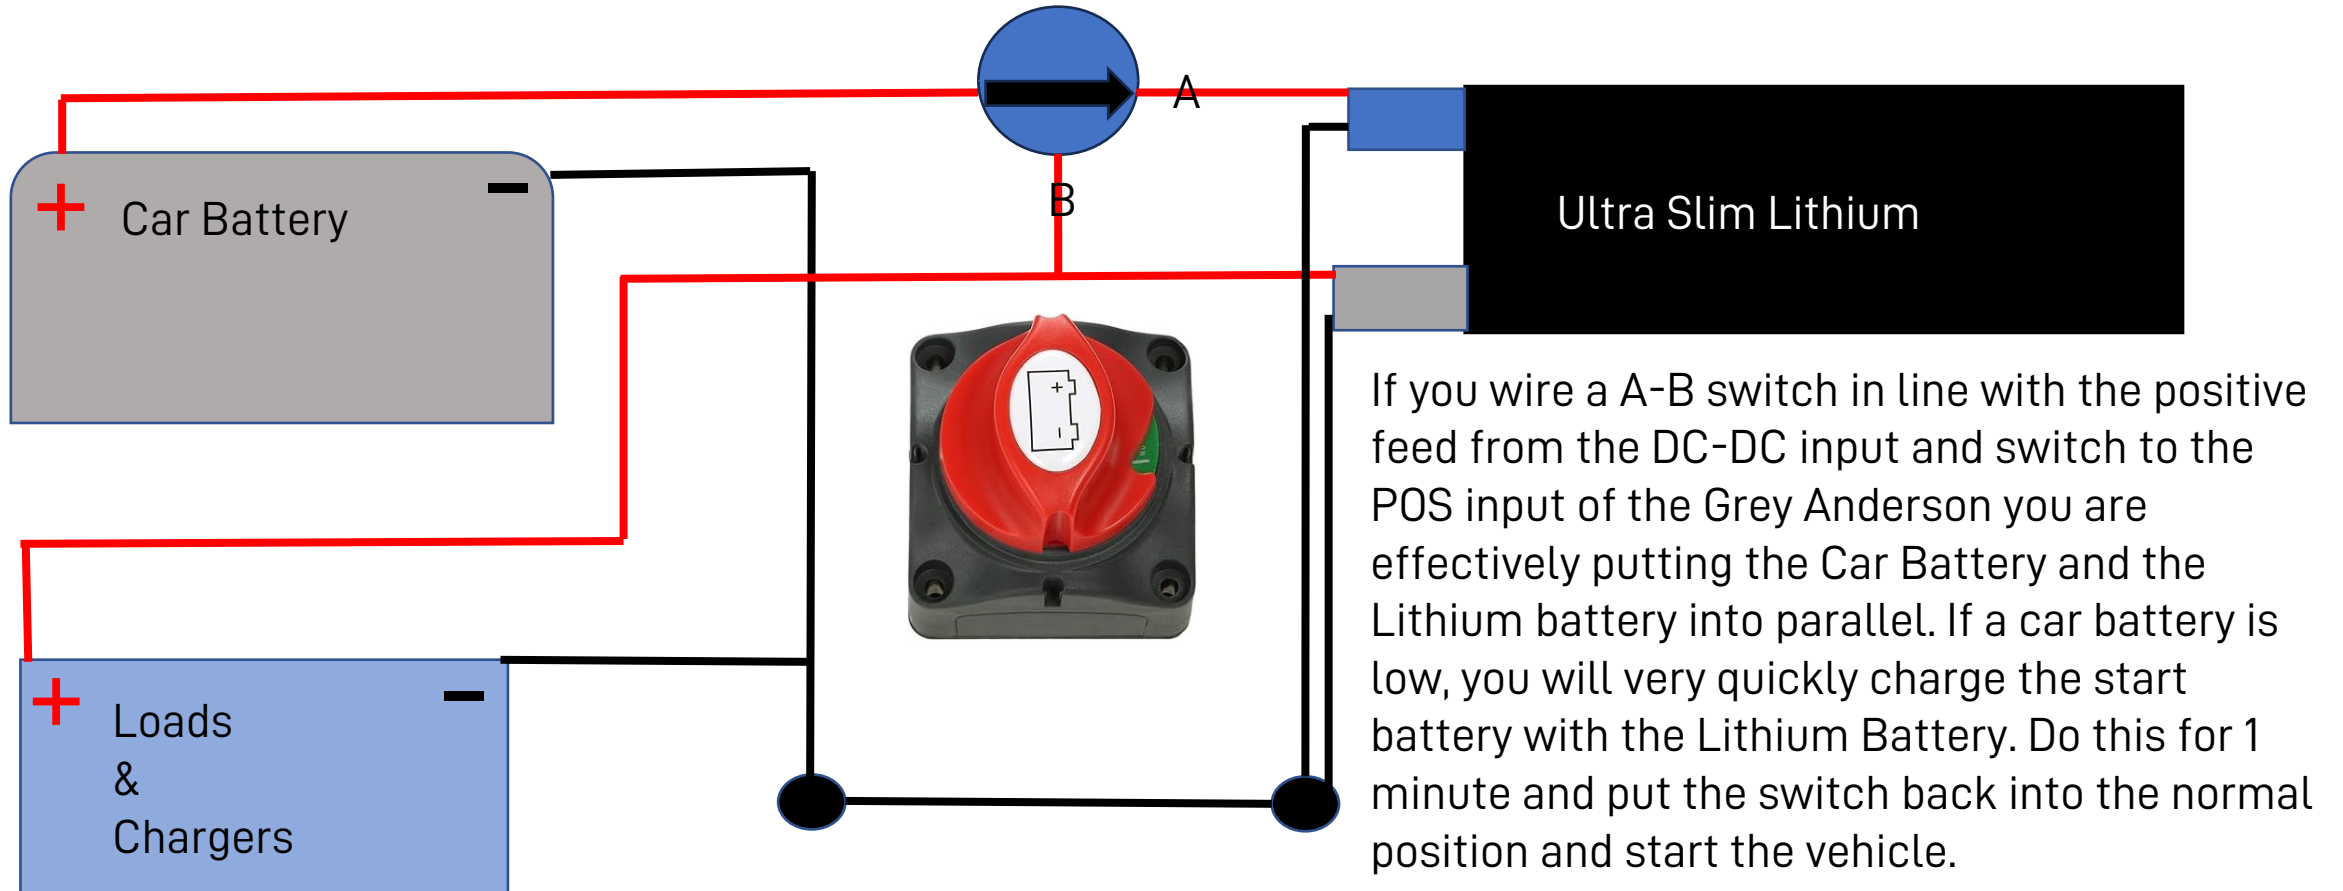 A
B
+
−
Car Battery
Ultra Slim Lithium
+
−
If you wire a A-B switch in line with the positive
feed from the DC-DC input and switch to the
POS input of the Grey Anderson you are
effectively putting the Car Battery and the
Lithium battery into parallel. If a car battery is
low, you will very quickly charge the start
battery with the Lithium Battery. Do this for 1
minute and put the switch back into the normal
position and start the vehicle.
+
−
Loads
&
Chargers